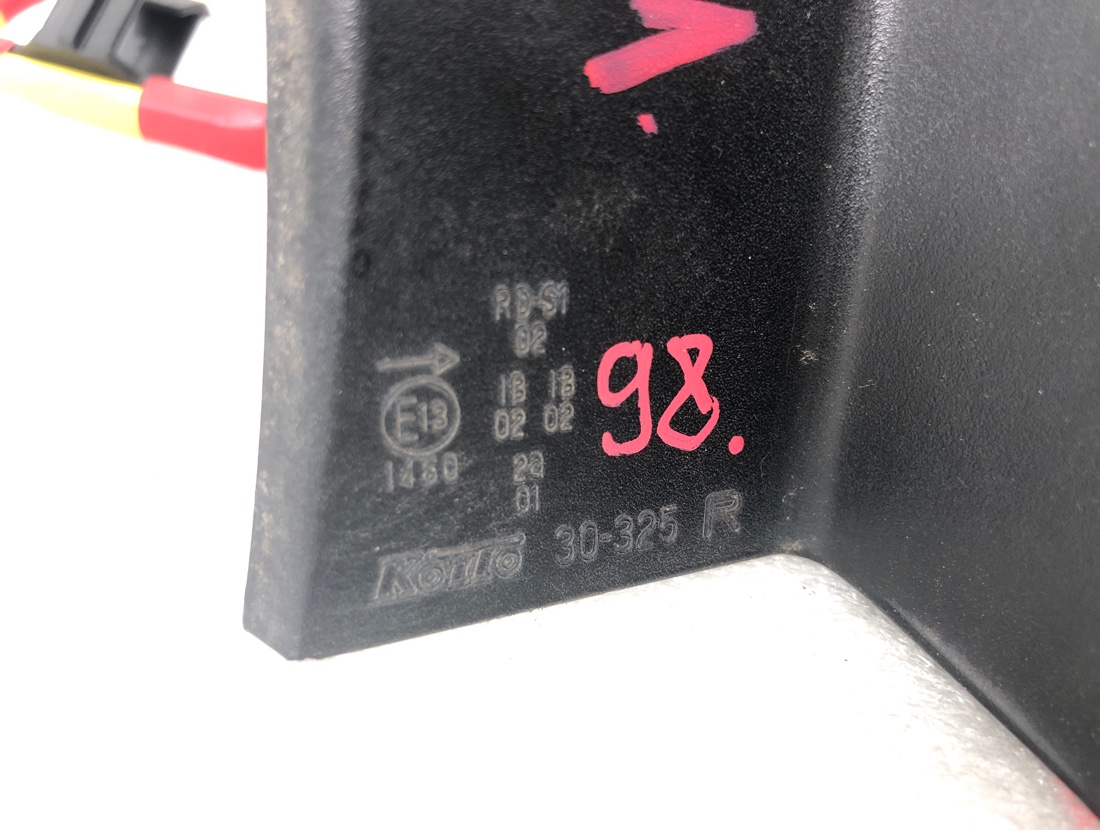 RD-S1
02
1B 1B
02 02
E13
1460
2a
01
98.
KOITO 30-325 R